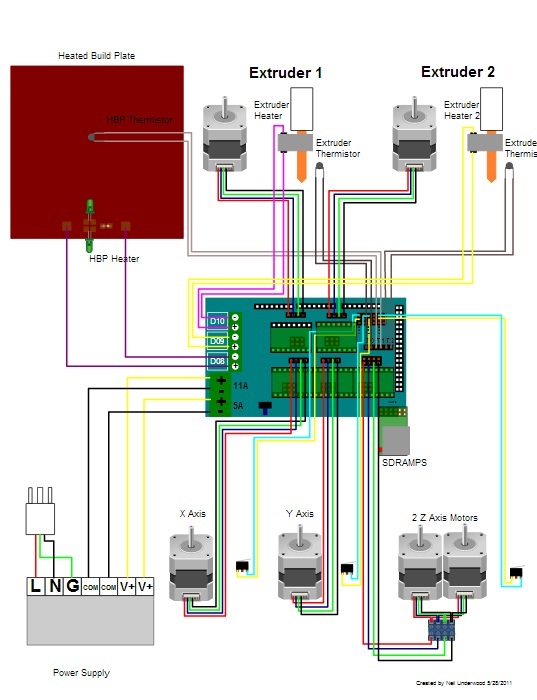 Heated Build Plate
Extruder 1
Extruder 2
Extruder
Heater
Extruder
Heater 2
HBP Thermistor
Extruder
Thermistor
Extruder
Thermis
HBP Heater
D10
D09
D08
11A
5A
SDRAMPS
X Axis
Y Axis
2 Z Axis Motors
L N G COM COM V+ V+
Power Supply
Created by Neil Underwood 5/28/2011